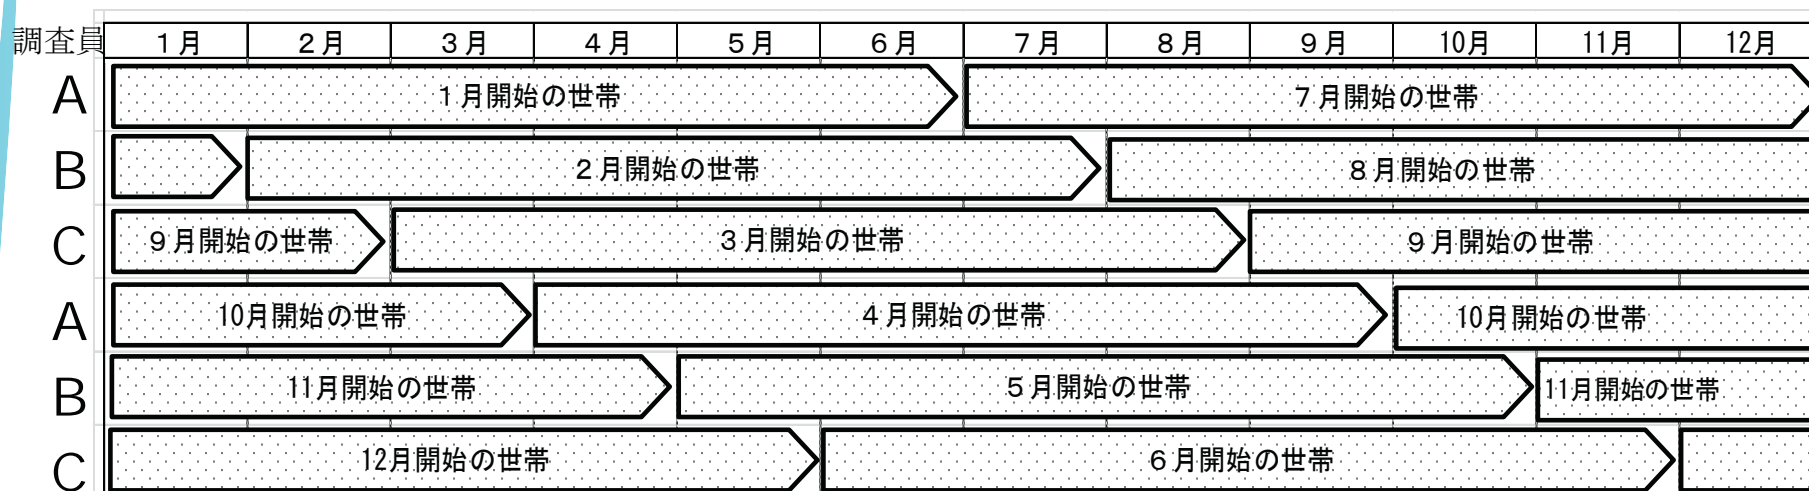 調査員 １月 ２月 ３月 ４月 ５月 ６月 ７月 ８月 ９月 10月 11月 12月
A １月開始の世帯 ７月開始の世帯
B ２月開始の世帯 ８月開始の世帯
C ９月開始の世帯 ３月開始の世帯 ９月開始の世帯
A 10月開始の世帯 ４月開始の世帯 10月開始の世帯
B 11月開始の世帯 ５月開始の世帯 11月開始の世帯
C 12月開始の世帯 ６月開始の世帯